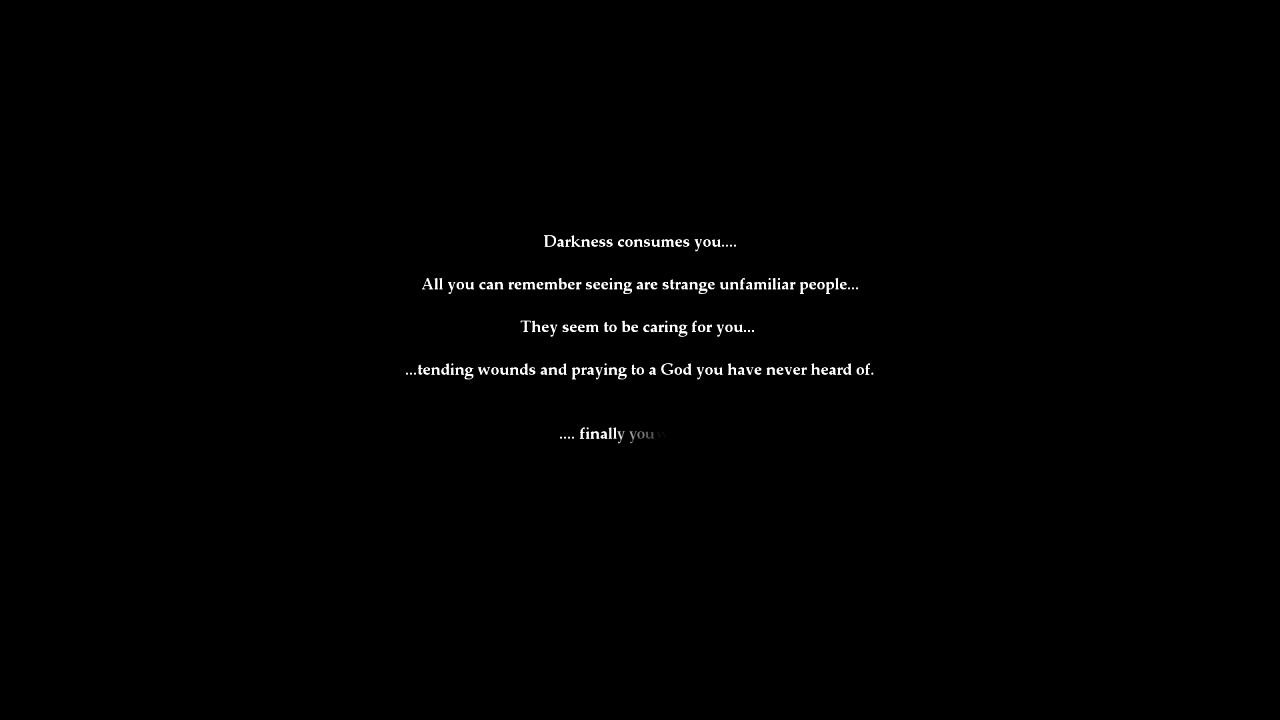 Darkness consumes you....
All you can remember seeing are strange unfamiliar people...
They seem to be caring for you...
...tending wounds and praying to a God you have never heard of.
.... finally you